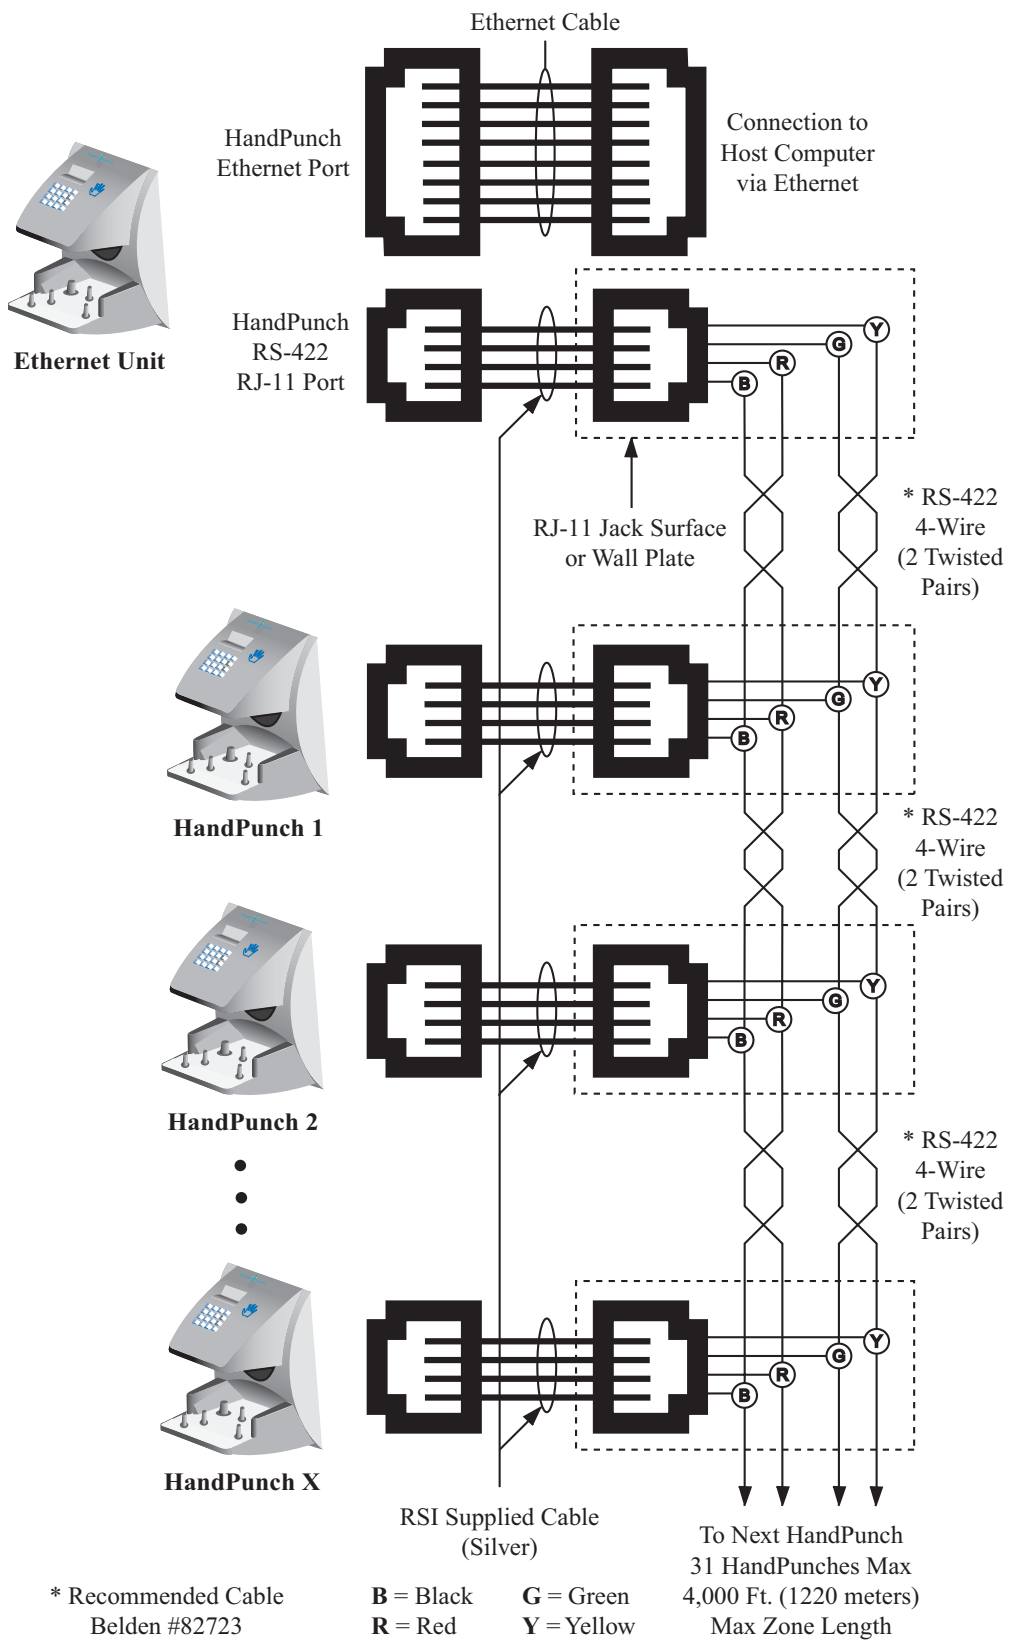 Ethernet Cable
HandPunch
Ethernet Port
Connection to
Host Computer
via Ethernet
Ethernet Unit
HandPunch
RS-422
RJ-11 Port
Y
G
R
B
RJ-11 Jack Surface
or Wall Plate
* RS-422
4-Wire
(2 Twisted
Pairs)
HandPunch 1
Y
G
R
B
* RS-422
4-Wire
(2 Twisted
Pairs)
HandPunch 2
Y
G
R
B
* RS-422
4-Wire
(2 Twisted
Pairs)
HandPunch X
Y
G
R
B
RSI Supplied Cable
(Silver)
To Next HandPunch
31 HandPunches Max
4,000 Ft. (1220 meters)
Max Zone Length
* Recommended Cable
Belden #82723
B = Black
R = Red
G = Green
Y = Yellow